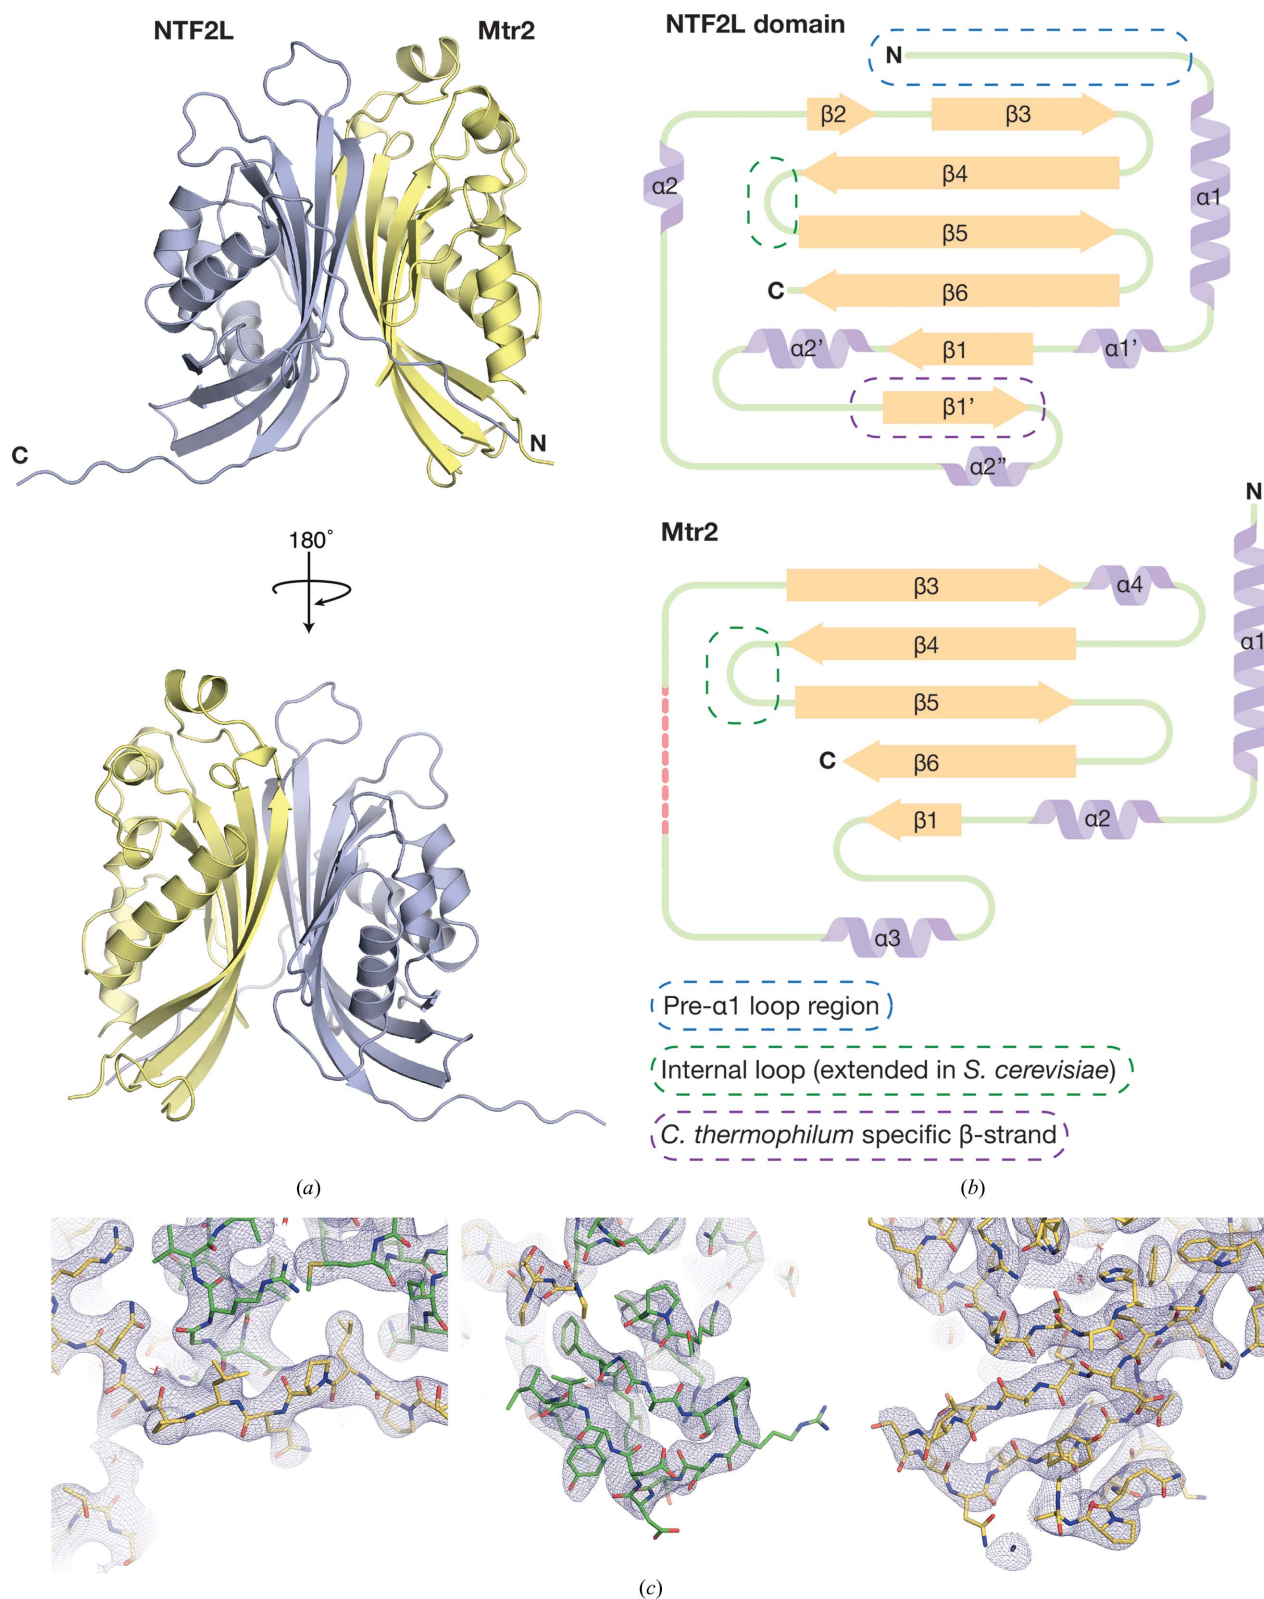 NTF2L
Mtr2
C
N
180°
(a)
NTF2L domain
N
β2
β3
α2
β4
α1
β5
C
β6
α2’
β1
α1’
β1’
α2”
Mtr2
N
β3
α4
β4
α1
β5
C
β6
β1
α2
α3
Pre-α1 loop region
Internal loop (extended in S. cerevisiae)
C. thermophilum specific β-strand
(b)
(c)